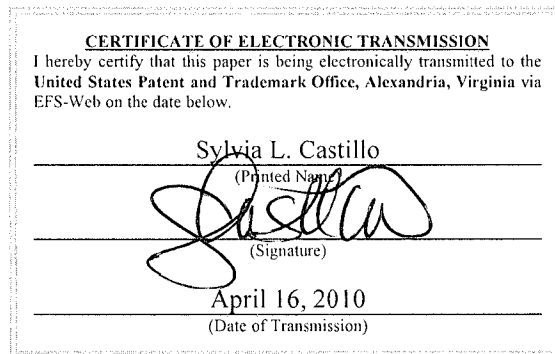 CERTIFICATE OF ELECTRONIC TRANSMISSION
I hereby certify that this paper is being electronically transmitted to the
United States Patent and Trademark Office, Alexandria, Virginia via
EFS-Web on the date below.
Sylvia L. Castillo
(Printed Name)
(Signature)
April 16, 2010
(Date of Transmission)